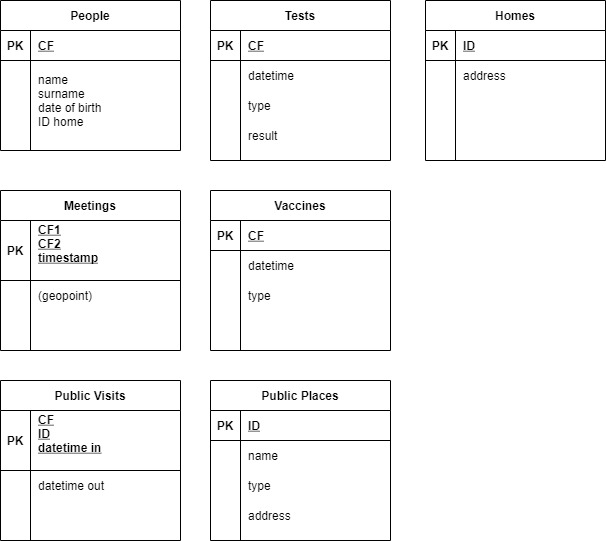 People
PK CF
name
surname
date of birth
ID home
Tests
PK CF
datetime
type
result
Homes
PK ID
address
Meetings
PK
CF1
CF2
timestamp
(geopoint)
Vaccines
PK CF
datetime
type
Public Visits
PK
CF
ID
datetime in
datetime out
Public Places
PK ID
name
type
address